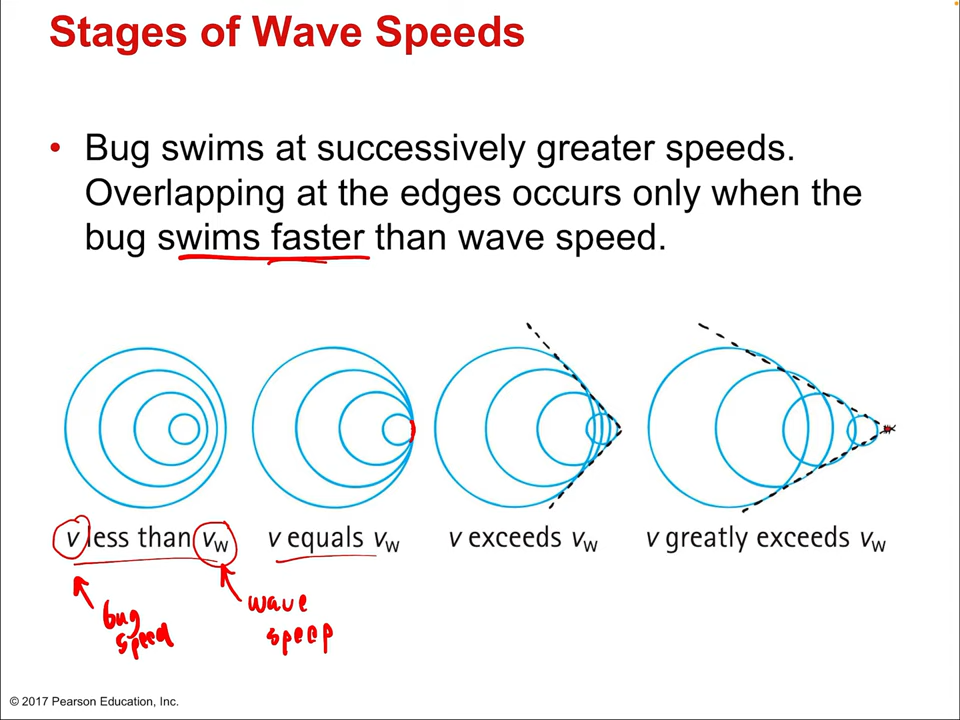 Stages of Wave Speeds
• Bug swims at successively greater speeds.
Overlapping at the edges occurs only when the
bug swims faster than wave speed.
v less than vw
v equals vw
v exceeds vw
v greatly exceeds vw
bug
speed
wave
speep
© 2017 Pearson Education, Inc.